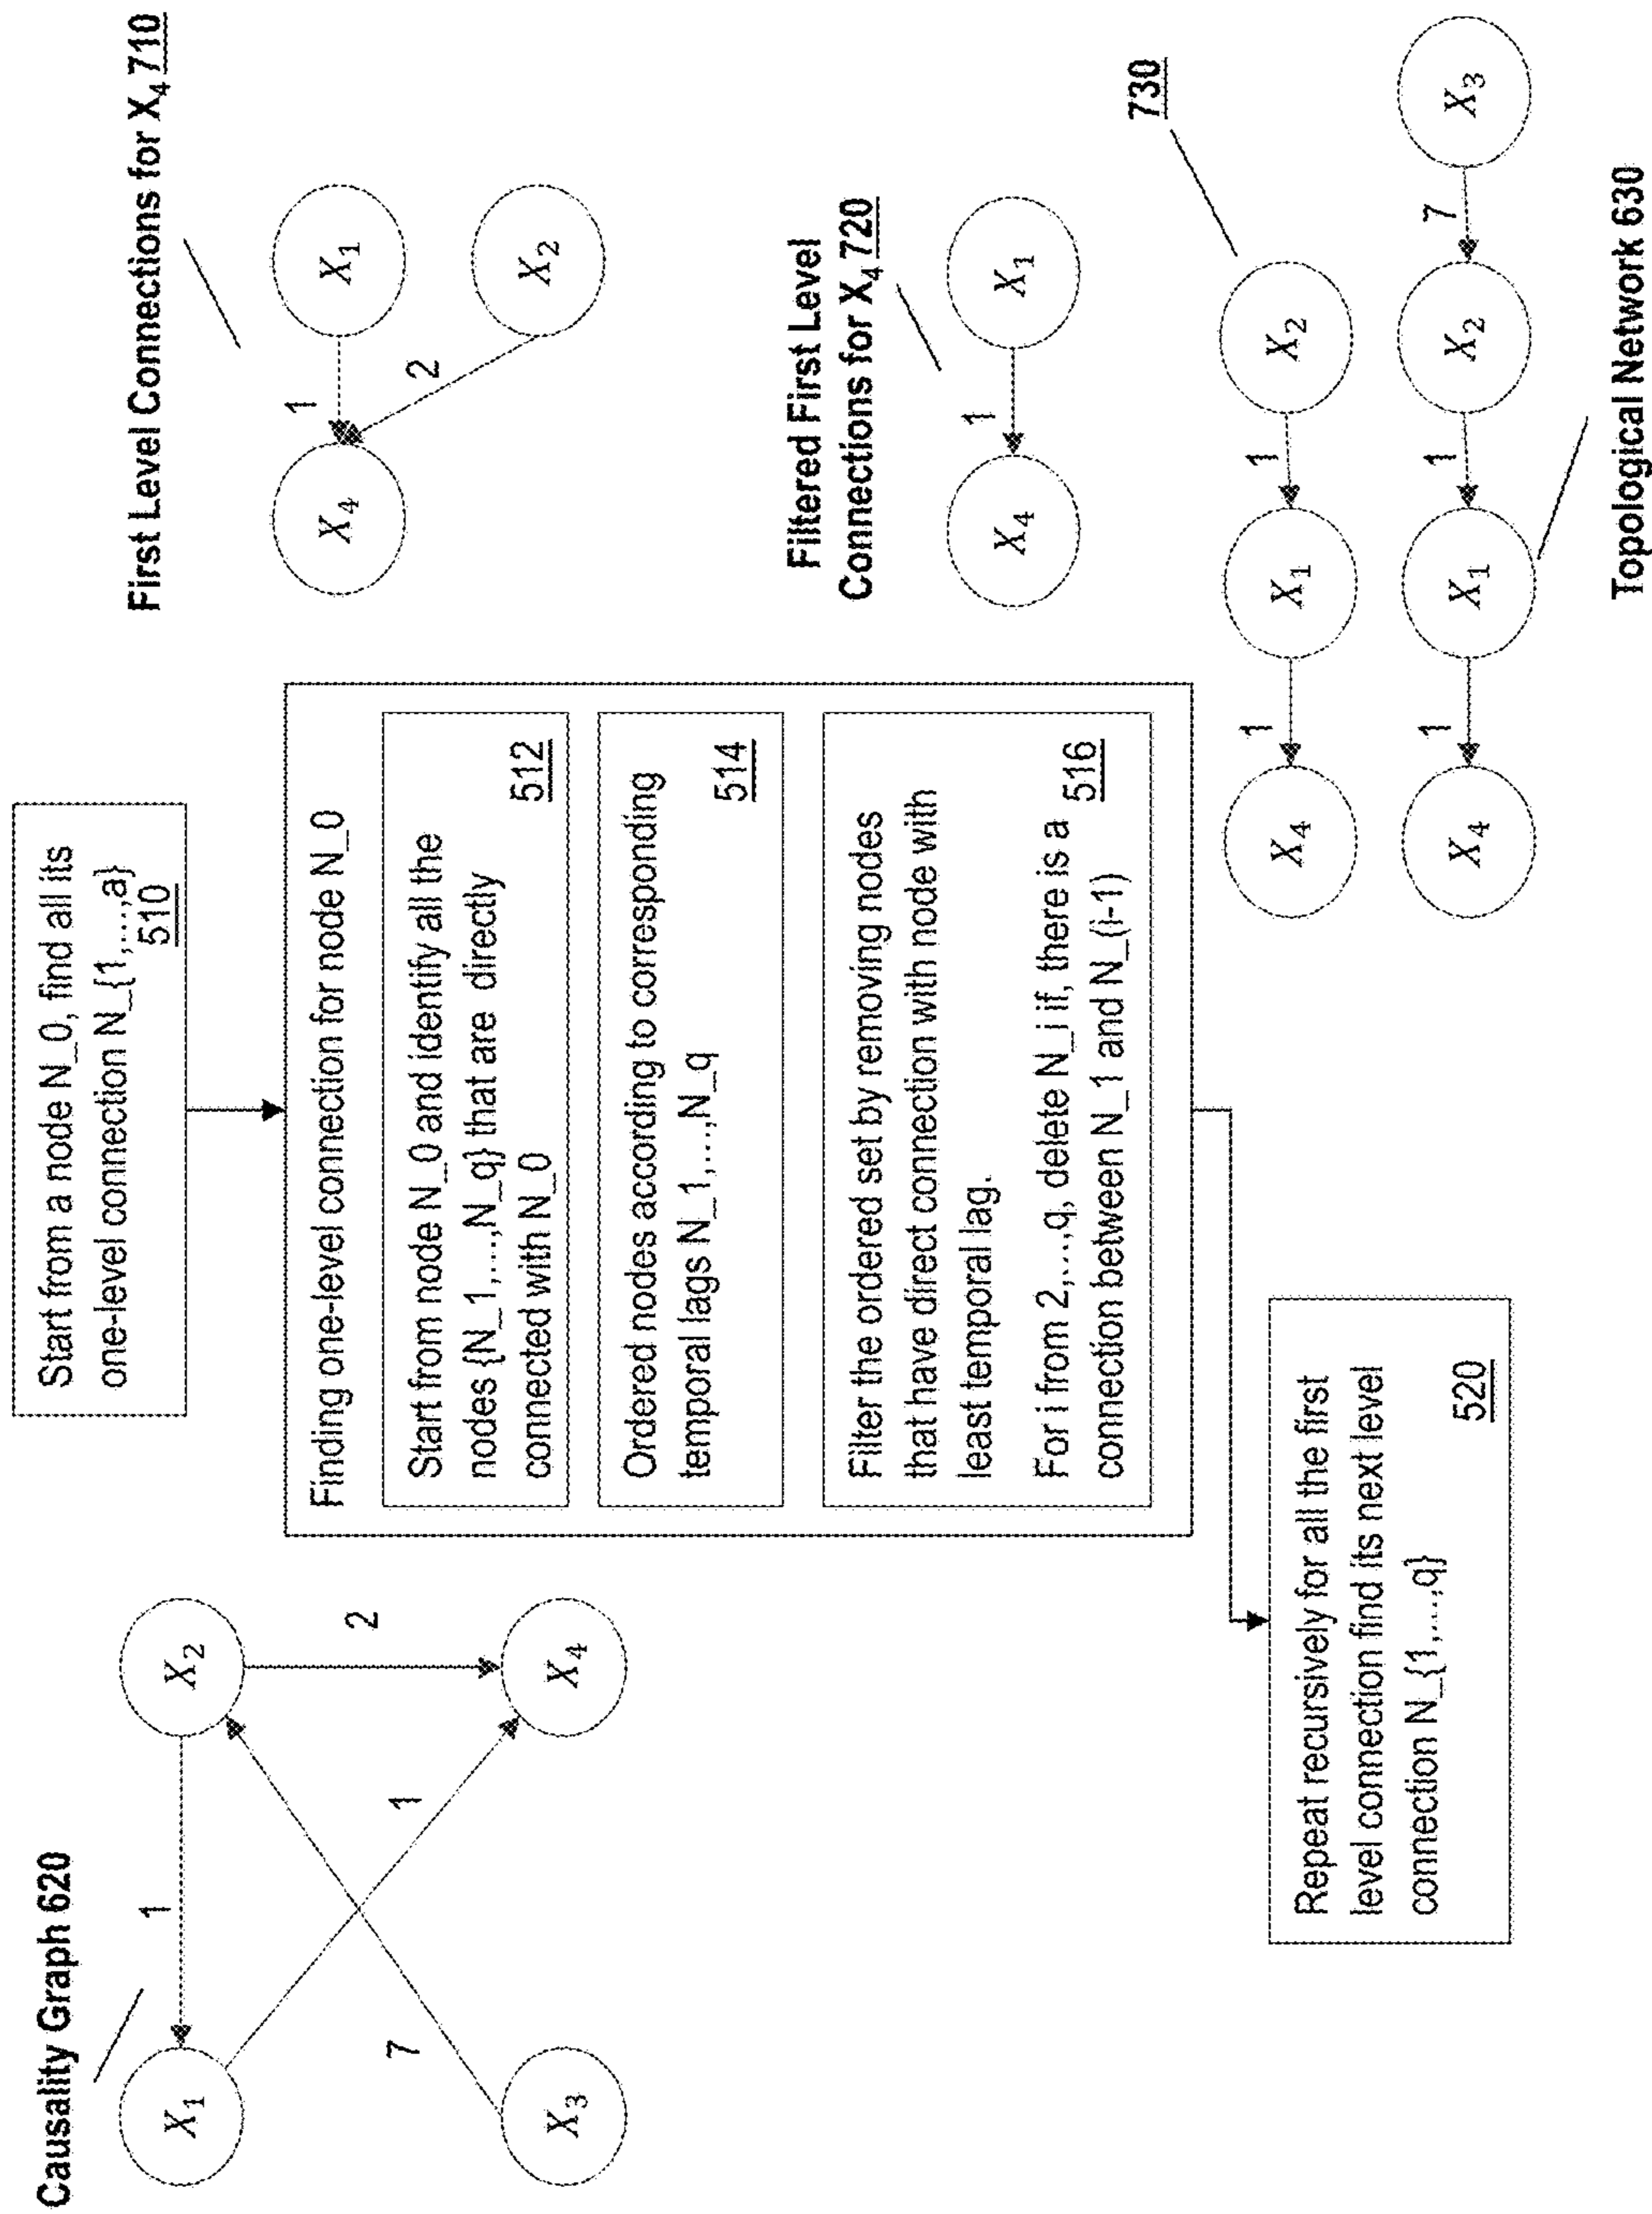 Causality Graph 620
X₁
1
X₂
7
1
2
X₃
X₄
Start from a node N_0, find all its
one-level connection N_{1,...,a}
510
Finding one-level connection for node N_0
Start from node N_0 and identify all the
nodes {N_1,...,N_q} that are directly
connected with N_0
512
Ordered nodes according to corresponding
temporal lags N_1,...,N_q
514
Filter the ordered set by removing nodes
that have direct connection with node with
least temporal lag.
For i from 2,...,q, delete N_i if, there is a
connection between N_1 and N_(i-1)
516
Repeat recursively for all the first
level connection find its next level
connection N_{1,...,q}
520
First Level Connections for X₄ 710
X₄
1
X₁
2
X₂
Filtered First Level
Connections for X₄ 720
X₄
1
X₁
730
X₄
1
X₁
1
X₂
X₄
1
X₁
1
X₂
7
X₃
Topological Network 630